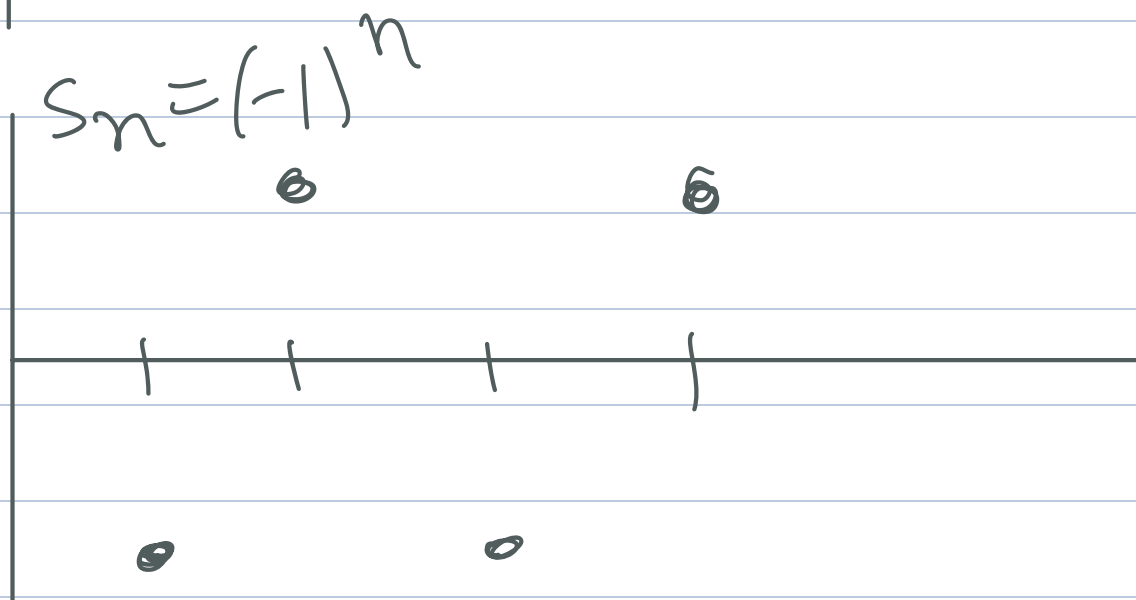 Sₙ = (-1)ⁿ